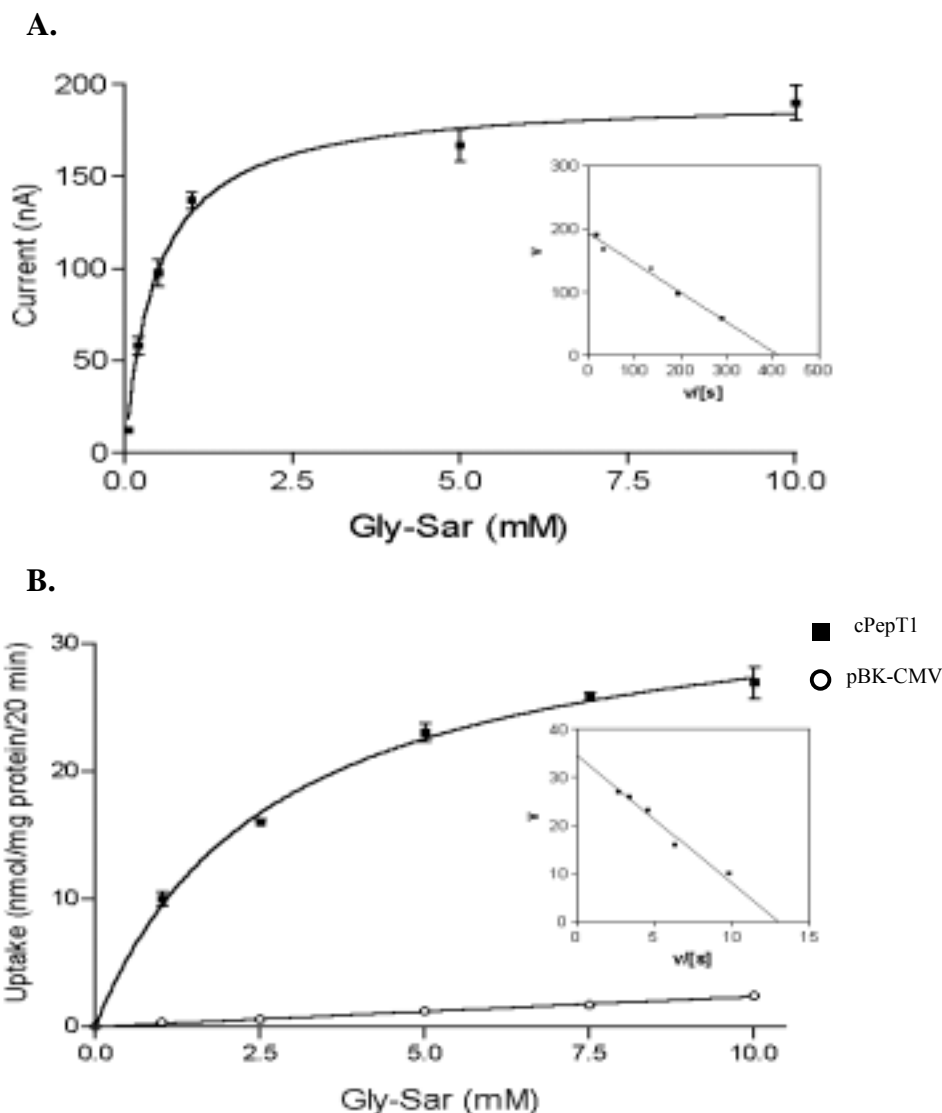 A.
200
150
100
50
0
Current (nA)
0.0 2.5 5.0 7.5 10.0
Gly-Sar (mM)
300
200
100
0
v
0 100 200 300 400 500
v/[s]
B.
30
20
10
0
Uptake (nmol/mg protein/20 min)
0.0 2.5 5.0 7.5 10.0
Gly-Sar (mM)
cPepT1
pBK-CMV
40
30
20
10
0
v
0 5 10 15
v/[s]